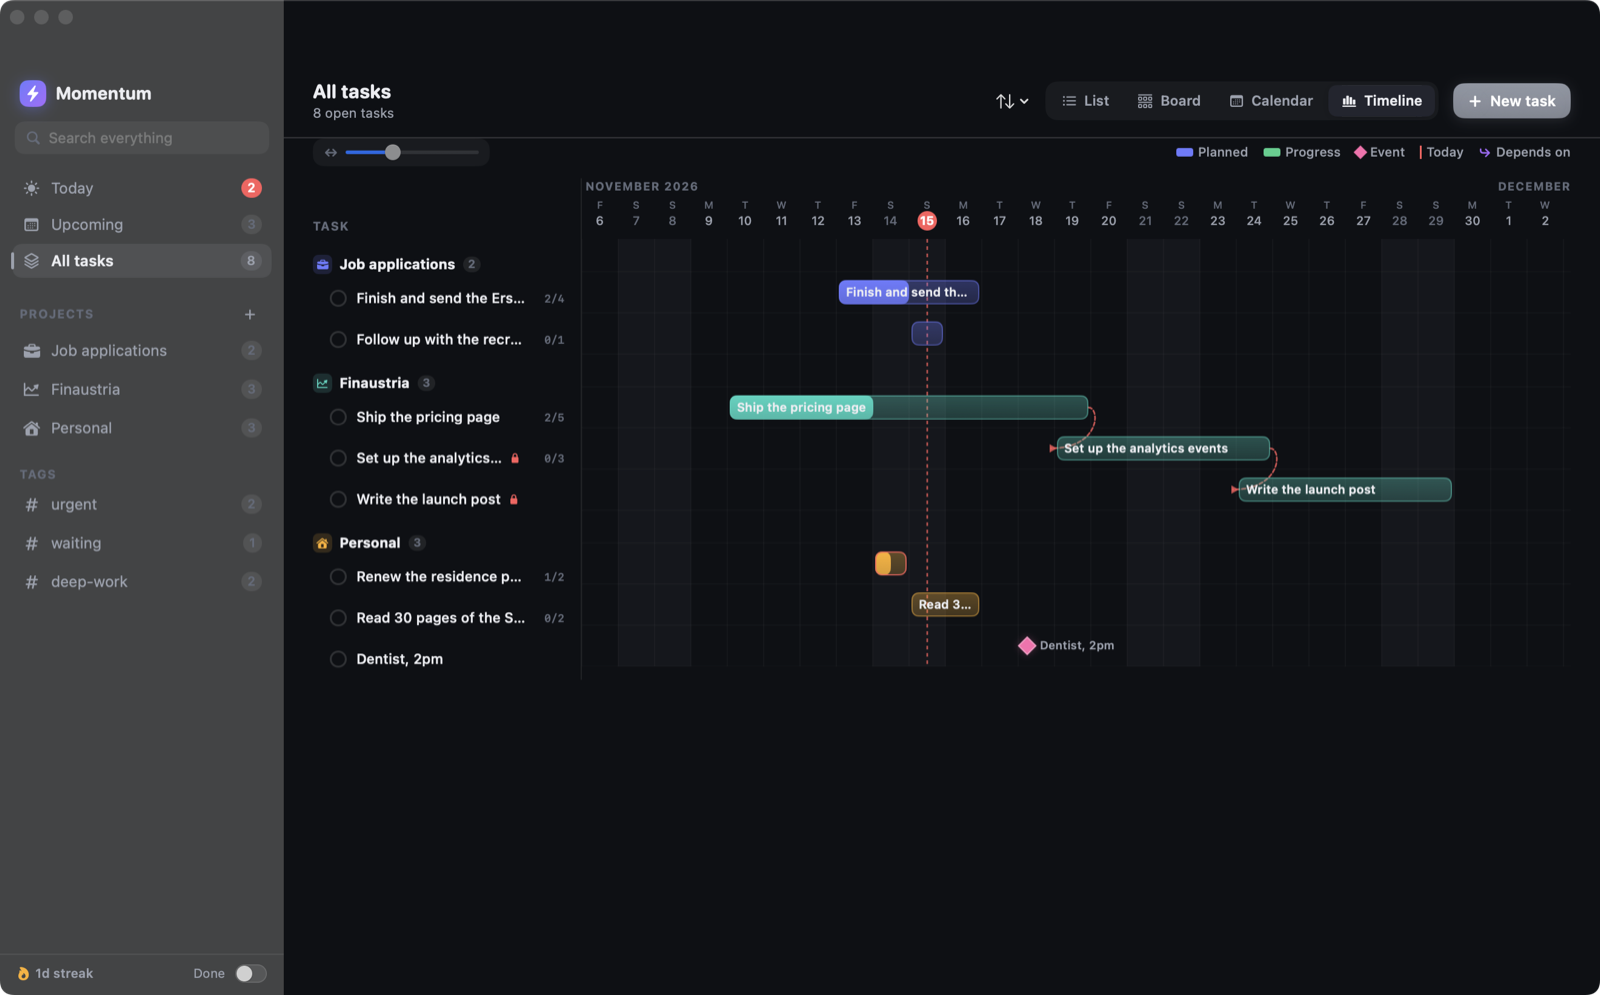 Momentum
Search everything
Today 2
Upcoming 3
All tasks 8
PROJECTS +
Job applications 2
Finaustria 3
Personal 3
TAGS
# urgent 2
# waiting 1
# deep-work 2
1d streak Done
All tasks
8 open tasks
List Board Calendar Timeline + New task
Planned Progress Event Today Depends on
NOVEMBER 2026 DECEMBER
F S S M T W T F S S M T W T F S S M T W T F S S M T W
6 7 8 9 10 11 12 13 14 15 16 17 18 19 20 21 22 23 24 25 26 27 28 29 30 1 2
TASK
Job applications 2
Finish and send the Ers... 2/4 Finish and send th...
Follow up with the recr... 0/1
Finaustria 3
Ship the pricing page 2/5 Ship the pricing page
Set up the analytics... 0/3 Set up the analytics events
Write the launch post Write the launch post
Personal 3
Renew the residence p... 1/2
Read 30 pages of the S... 0/2 Read 3...
Dentist, 2pm Dentist, 2pm